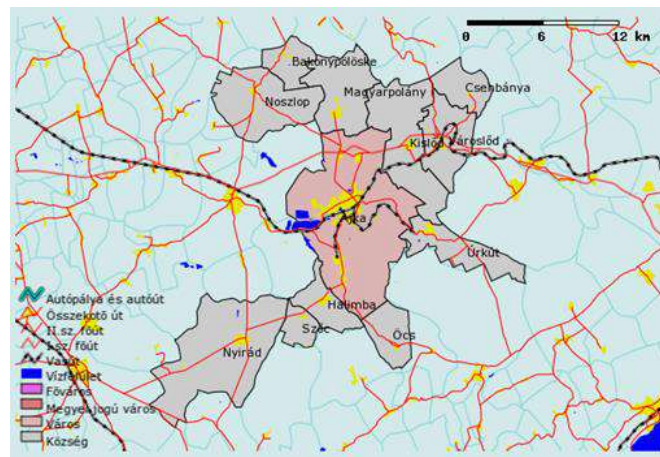 0 6 12 km
Bakonypölöske
Noszlop
Magyarpolány
Csehbánya
Kislőd
Városlőd
Ajka
Úrkút
Halimba
Szőc
Öcs
Nyirád
Autópálya és autóút
Összekötő út
II.sz. főút
I.sz. főút
Vasút
Vízfelület
Főváros
Megyei jogú város
Város
Község